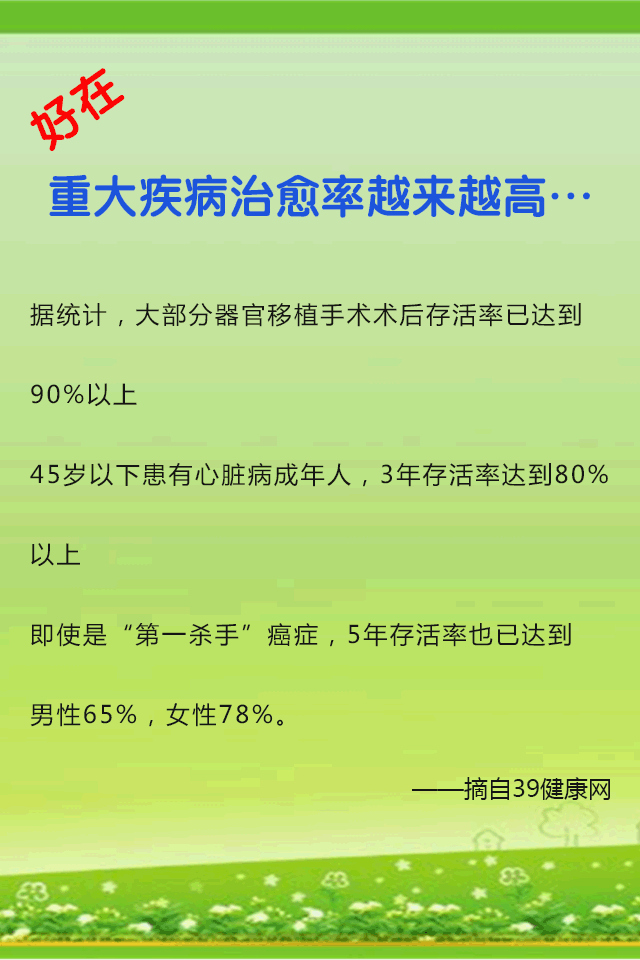 好在
重大疾病治愈率越来越高…
据统计，大部分器官移植手术术后存活率已达到
90%以上
45岁以下患有心脏病成年人，3年存活率达到80%
以上
即使是“第一杀手”癌症，5年存活率也已达到
男性65%，女性78%。
——摘自39健康网